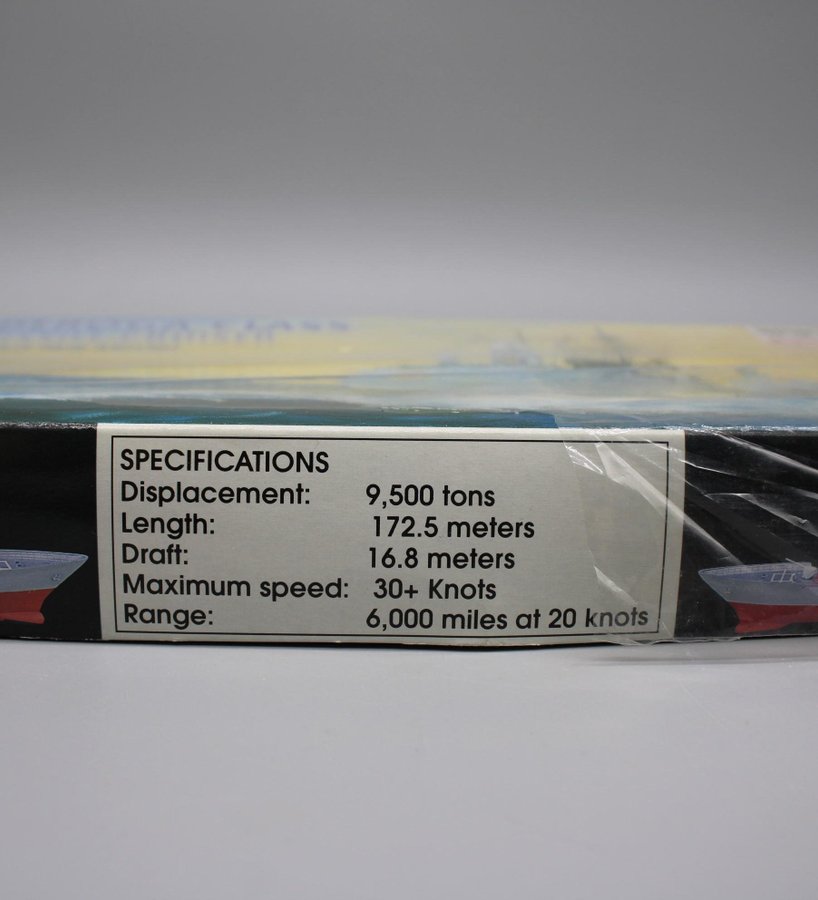 CLASS
SPECIFICATIONS
Displacement: 9,500 tons
Length: 172.5 meters
Draft: 16.8 meters
Maximum speed: 30+ Knots
Range: 6,000 miles at 20 knots